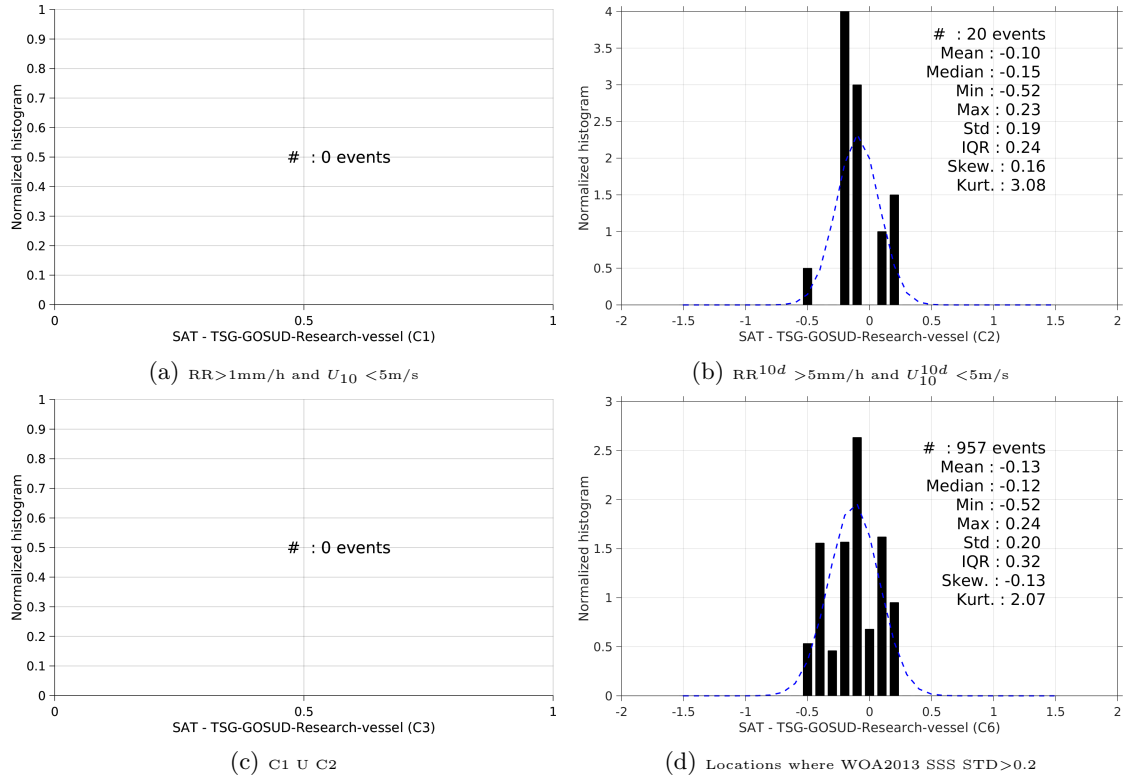 1
0.9
0.8
0.7
0.6
0.5
0.4
0.3
0.2
0.1
0
Normalized histogram
# : 0 events
0 0.5 1
SAT - TSG-GOSUD-Research-vessel (C1)
(a) RR>1mm/h and U10 <5m/s
4
3.5
3
2.5
2
1.5
1
0.5
0
Normalized histogram
# : 20 events
Mean : -0.10
Median : -0.15
Min : -0.52
Max : 0.23
Std : 0.19
IQR : 0.24
Skew. : 0.16
Kurt. : 3.08
-2 -1.5 -1 -0.5 0 0.5 1 1.5 2
SAT - TSG-GOSUD-Research-vessel (C2)
(b) RR10d >5mm/h and U10d10 <5m/s
1
0.9
0.8
0.7
0.6
0.5
0.4
0.3
0.2
0.1
0
Normalized histogram
# : 0 events
0 0.5 1
SAT - TSG-GOSUD-Research-vessel (C3)
(c) C1 U C2
3
2.5
2
1.5
1
0.5
0
Normalized histogram
# : 957 events
Mean : -0.13
Median : -0.12
Min : -0.52
Max : 0.24
Std : 0.20
IQR : 0.32
Skew. : -0.13
Kurt. : 2.07
-2 -1.5 -1 -0.5 0 0.5 1 1.5 2
SAT - TSG-GOSUD-Research-vessel (C6)
(d) Locations where WOA2013 SSS STD>0.2